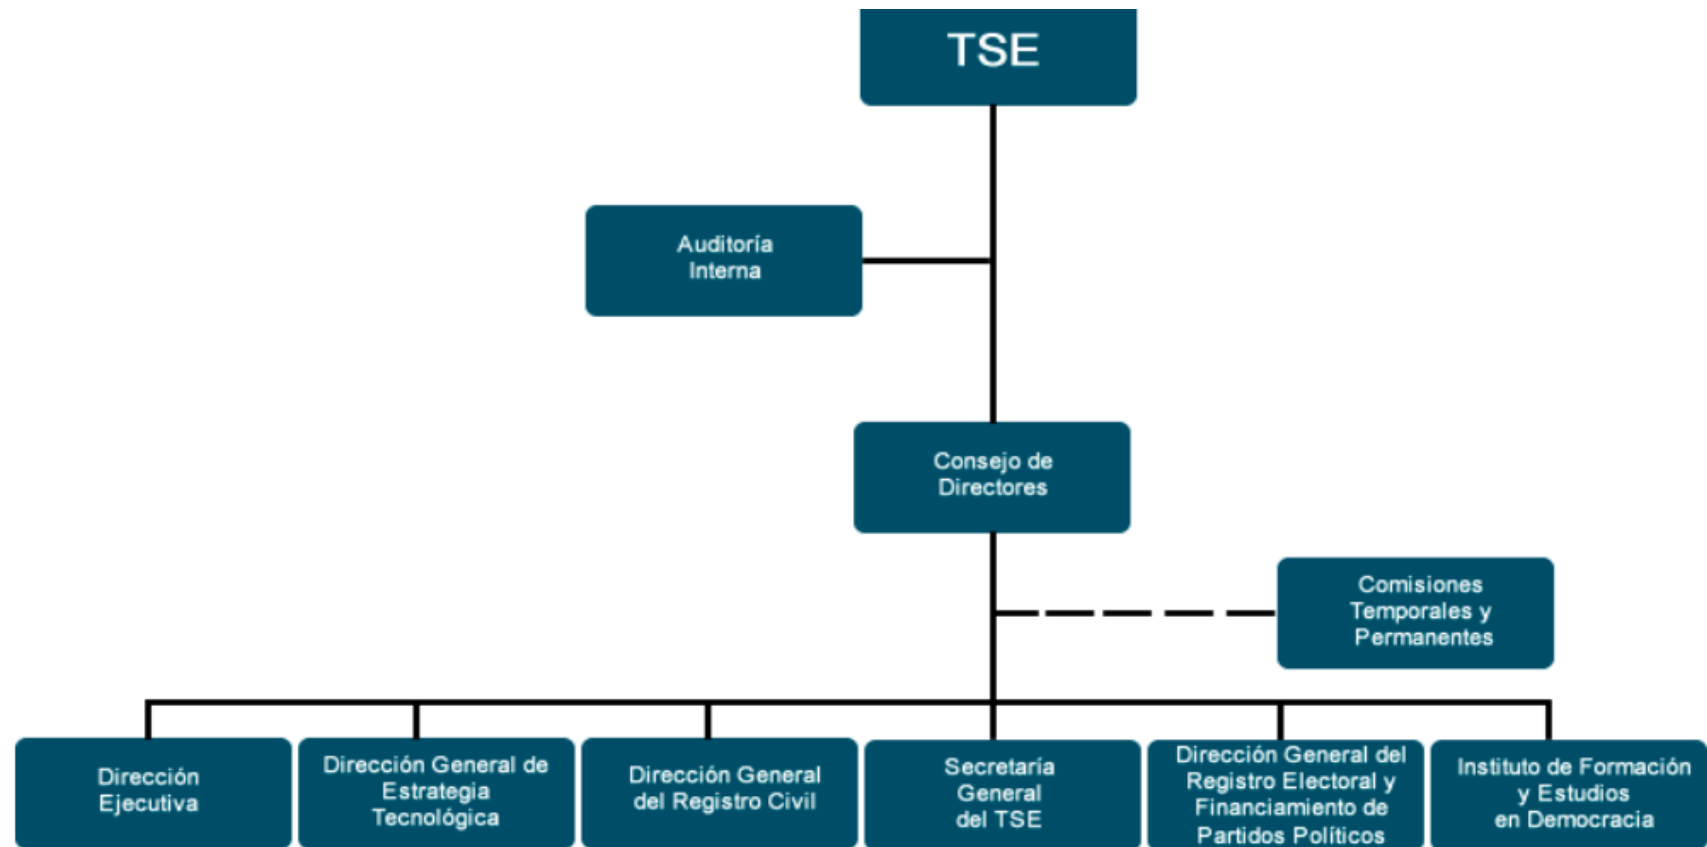 TSE
Auditoría
Interna
Consejo de
Directores
Comisiones
Temporales y
Permanentes
Dirección
Ejecutiva
Dirección General de
Estrategia
Tecnológica
Dirección General
del Registro Civil
Secretaría
General
del TSE
Dirección General del
Registro Electoral y
Financiamiento de
Partidos Políticos
Instituto de Formación
y Estudios
en Democracia